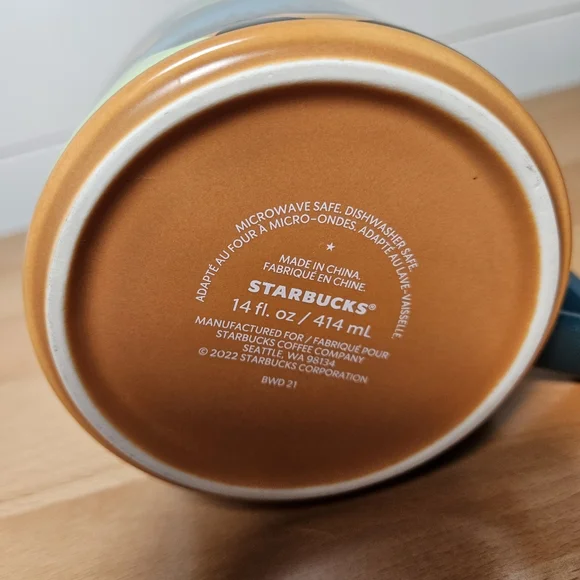 MICROWAVE SAFE. DISHWASHER SAFE.
ADAPTÉ AU FOUR À MICRO-ONDES. ADAPTÉ AU LAVE-VAISSELLE.
MADE IN CHINA.
FABRIQUÉ EN CHINE.
STARBUCKS®
14 fl. oz / 414 mL
MANUFACTURED FOR / FABRIQUÉ POUR
STARBUCKS COFFEE COMPANY
SEATTLE, WA 98134
© 2022 STARBUCKS CORPORATION
BWD 21